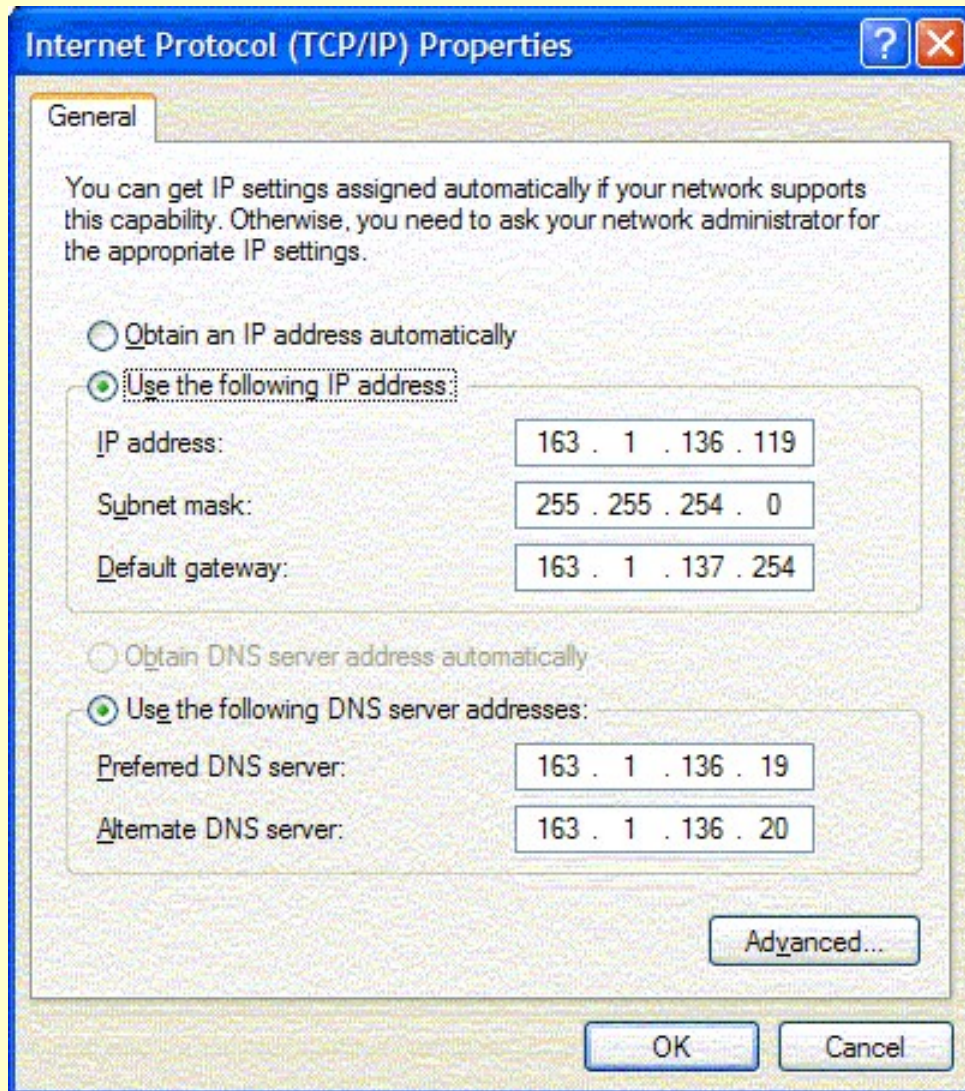 Internet Protocol (TCP/IP) Properties
General
You can get IP settings assigned automatically if your network supports
this capability. Otherwise, you need to ask your network administrator for
the appropriate IP settings.
Obtain an IP address automatically
Use the following IP address:
IP address: 163 . 1 . 136 . 119
Subnet mask: 255 . 255 . 254 . 0
Default gateway: 163 . 1 . 137 . 254
Obtain DNS server address automatically
Use the following DNS server addresses:
Preferred DNS server: 163 . 1 . 136 . 19
Alternate DNS server: 163 . 1 . 136 . 20
Advanced...
OK Cancel